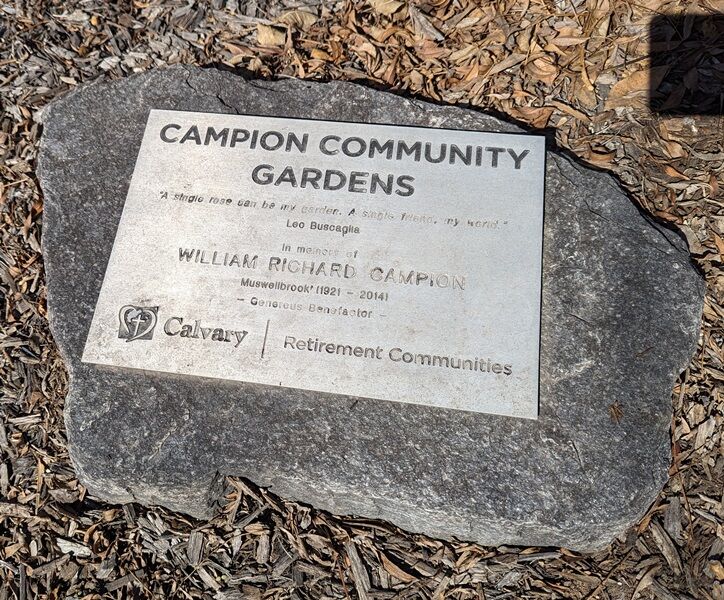 CAMPION COMMUNITY
GARDENS
"A single rose can be my garden. A single friend, my world."
Leo Buscaglia
In memory of
WILLIAM RICHARD CAMPION
'Muswellbrook' (1921 - 2014)
- Generous Benefactor -
Calvary | Retirement Communities